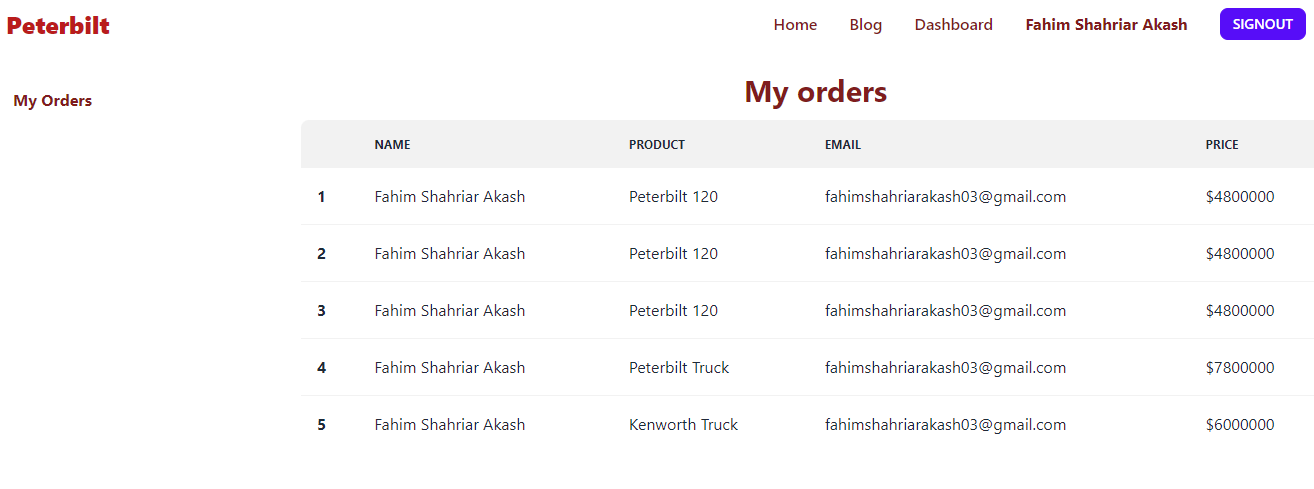 Peterbilt Home Blog Dashboard Fahim Shahriar Akash SIGNOUT
My Orders
My orders
NAME PRODUCT EMAIL PRICE
1 Fahim Shahriar Akash Peterbilt 120 fahimshahriarakash03@gmail.com $4800000
2 Fahim Shahriar Akash Peterbilt 120 fahimshahriarakash03@gmail.com $4800000
3 Fahim Shahriar Akash Peterbilt 120 fahimshahriarakash03@gmail.com $4800000
4 Fahim Shahriar Akash Peterbilt Truck fahimshahriarakash03@gmail.com $7800000
5 Fahim Shahriar Akash Kenworth Truck fahimshahriarakash03@gmail.com $6000000